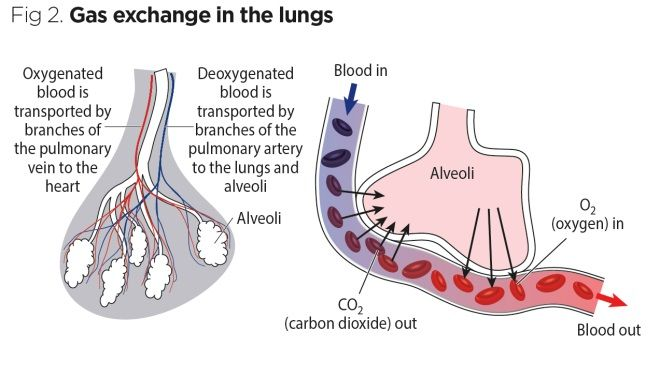 Fig 2. Gas exchange in the lungs
Oxygenated
blood is
transported by
branches of
the pulmonary
vein to the
heart
Deoxygenated
blood is
transported by
branches of the
pulmonary artery
to the lungs and
alveoli
Alveoli
Blood in
Alveoli
O₂
(oxygen) in
CO₂
(carbon dioxide) out
Blood out